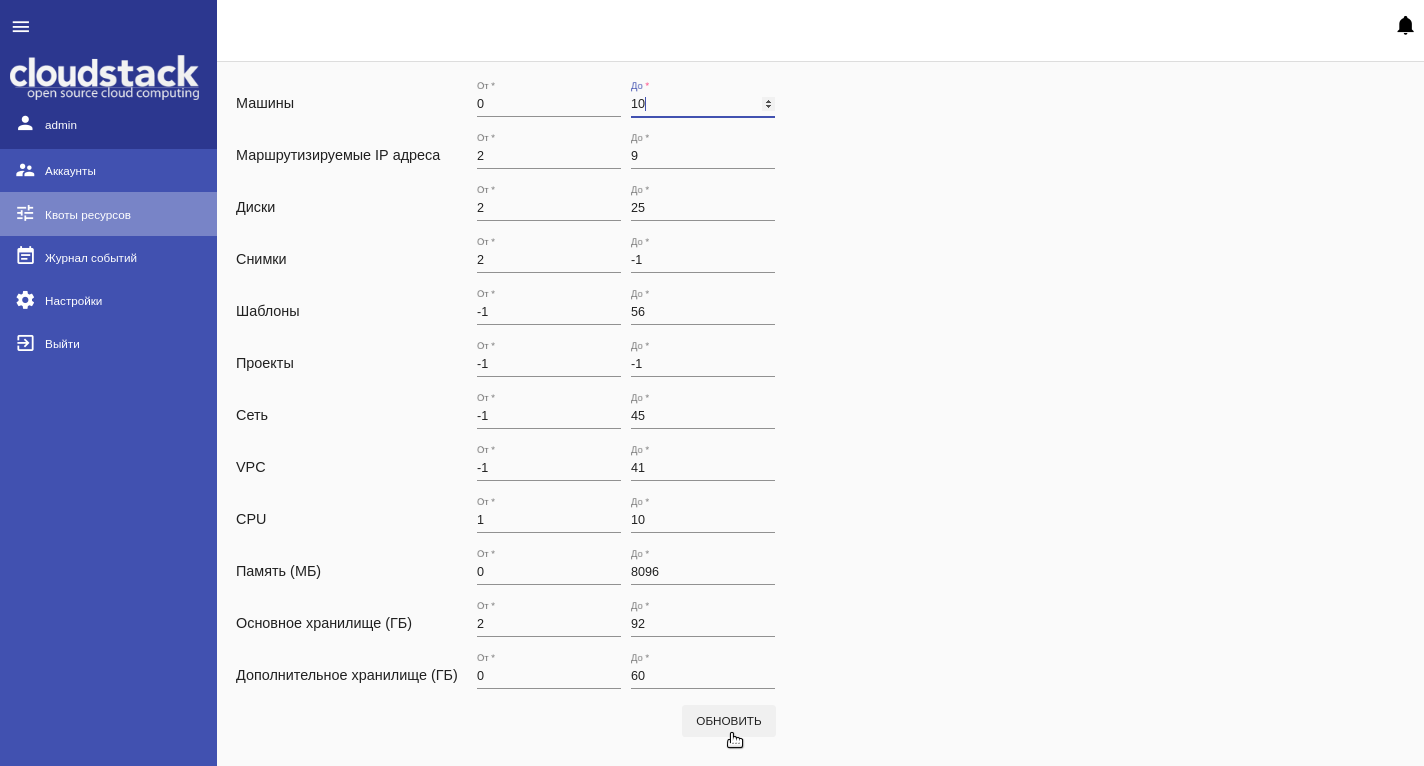 cloudstack
open source cloud computing
admin
Аккаунты
Квоты ресурсов
Журнал событий
Настройки
Выйти
От * До *
Машины 0 10
От * До *
Маршрутизируемые IP адреса 2 9
От * До *
Диски 2 25
От * До *
Снимки 2 -1
От * До *
Шаблоны -1 56
От * До *
Проекты -1 -1
От * До *
Сеть -1 45
От * До *
VPC -1 41
От * До *
CPU 1 10
От * До *
Память (МБ) 0 8096
От * До *
Основное хранилище (ГБ) 2 92
От * До *
Дополнительное хранилище (ГБ) 0 60
ОБНОВИТЬ